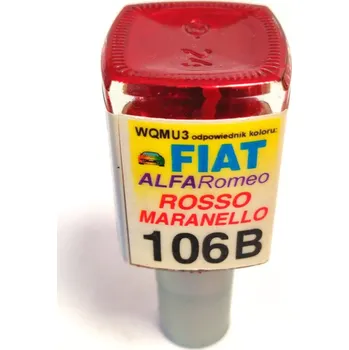 WQMU3 odpowiednik koloru:
FIAT
ALFARomeo
ROSSO
MARANELLO
106B